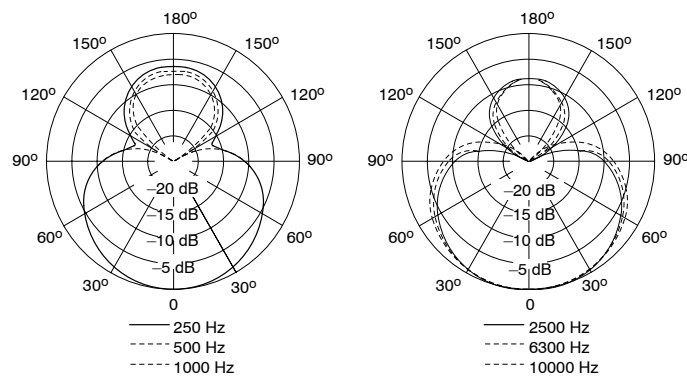 180º
150º 150º
120º 120º
90º 90º
–20 dB
–15 dB
–10 dB
–5 dB
60º 60º
30º 30º
0
250 Hz
500 Hz
1000 Hz
180º
150º 150º
120º 120º
90º 90º
–20 dB
–15 dB
–10 dB
–5 dB
60º 60º
30º 30º
0
2500 Hz
6300 Hz
10000 Hz